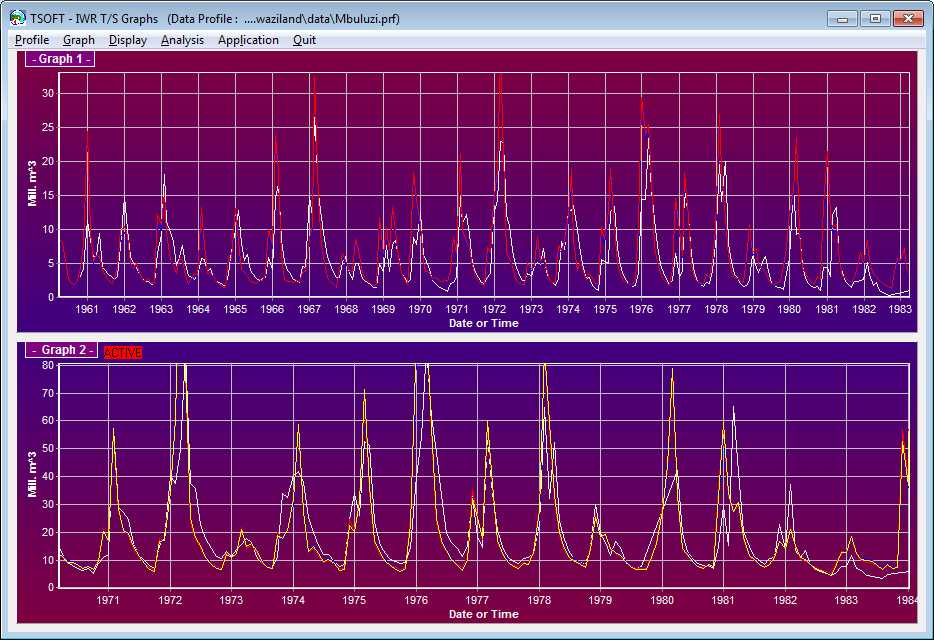 TSOFT - IWR T/S Graphs (Data Profile : ....waziland\data\Mbuluzi.prf)
Profile Graph Display Analysis Application Quit
- Graph 1 -
30
25
20
15
10
5
0
Mill. m^3
1961 1962 1963 1964 1965 1966 1967 1968 1969 1970 1971 1972 1973 1974 1975 1976 1977 1978 1979 1980 1981 1982 1983
Date or Time
- Graph 2 - ACTIVE
80
70
60
50
40
30
20
10
0
Mill. m^3
1971 1972 1973 1974 1975 1976 1977 1978 1979 1980 1981 1982 1983 1984
Date or Time